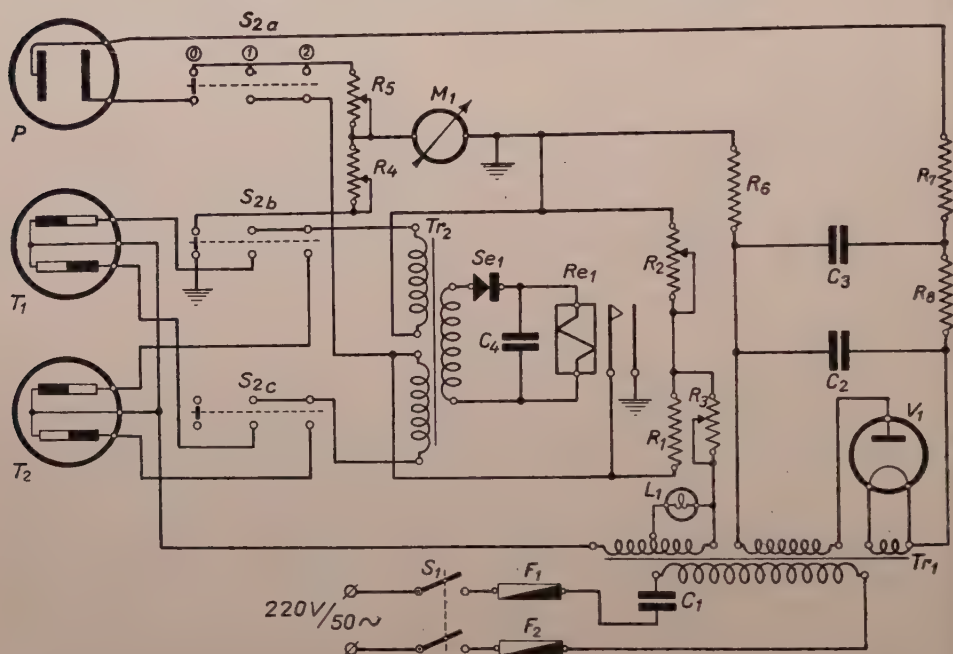 S2a
0 1 2
P
R5
M1
R4
R6
R7
S2b
T1
Tr2
Se1
Re1
R2
C3
R8
C4
C2
S2c
T2
R1
R3
V1
L1
Tr1
S1
F1
C1
220V/50~
F2